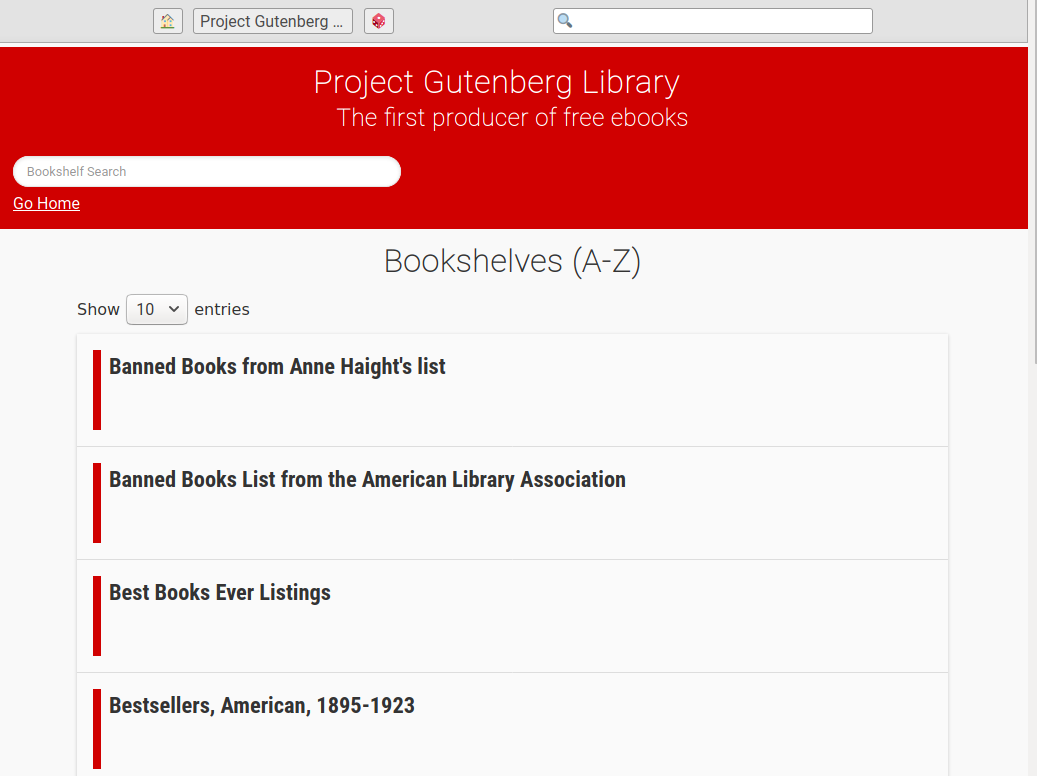 Project Gutenberg ...
Project Gutenberg Library
The first producer of free ebooks
Bookshelf Search
Go Home
Bookshelves (A-Z)
Show 10 entries
Banned Books from Anne Haight's list
Banned Books List from the American Library Association
Best Books Ever Listings
Bestsellers, American, 1895-1923